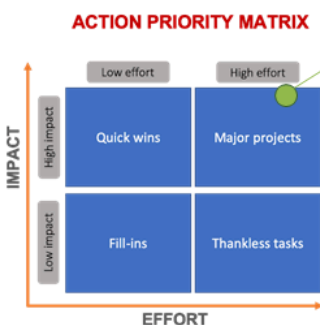 ACTION PRIORITY MATRIX
Low effort
High effort
IMPACT
High impact
Quick wins
Major projects
Low impact
Fill-ins
Thankless tasks
EFFORT